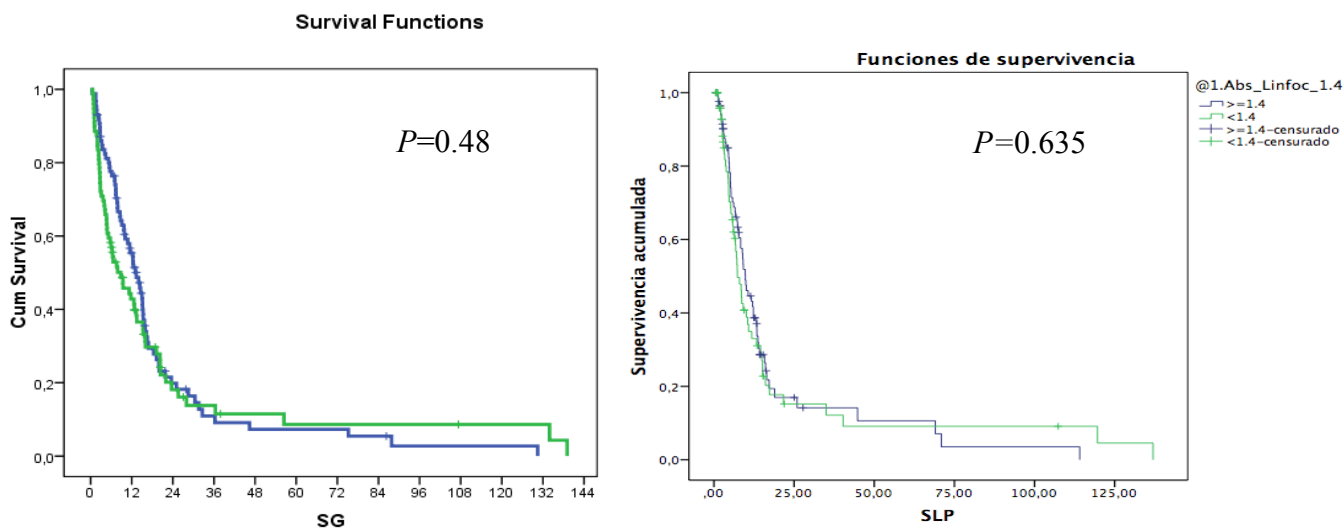 Survival Functions
P=0.48
Cum Survival
1,0
0,8
0,6
0,4
0,2
0,0
0 12 24 36 48 60 72 84 96 108 120 132 144
SG
Funciones de supervivencia
P=0.635
Supervivencia acumulada
1,0
0,8
0,6
0,4
0,2
0,0
,00 25,00 50,00 75,00 100,00 125,00
SLP
@1.Abs_Linfoc_1.4
>=1.4
<1.4
>=1.4-censurado
<1.4-censurado